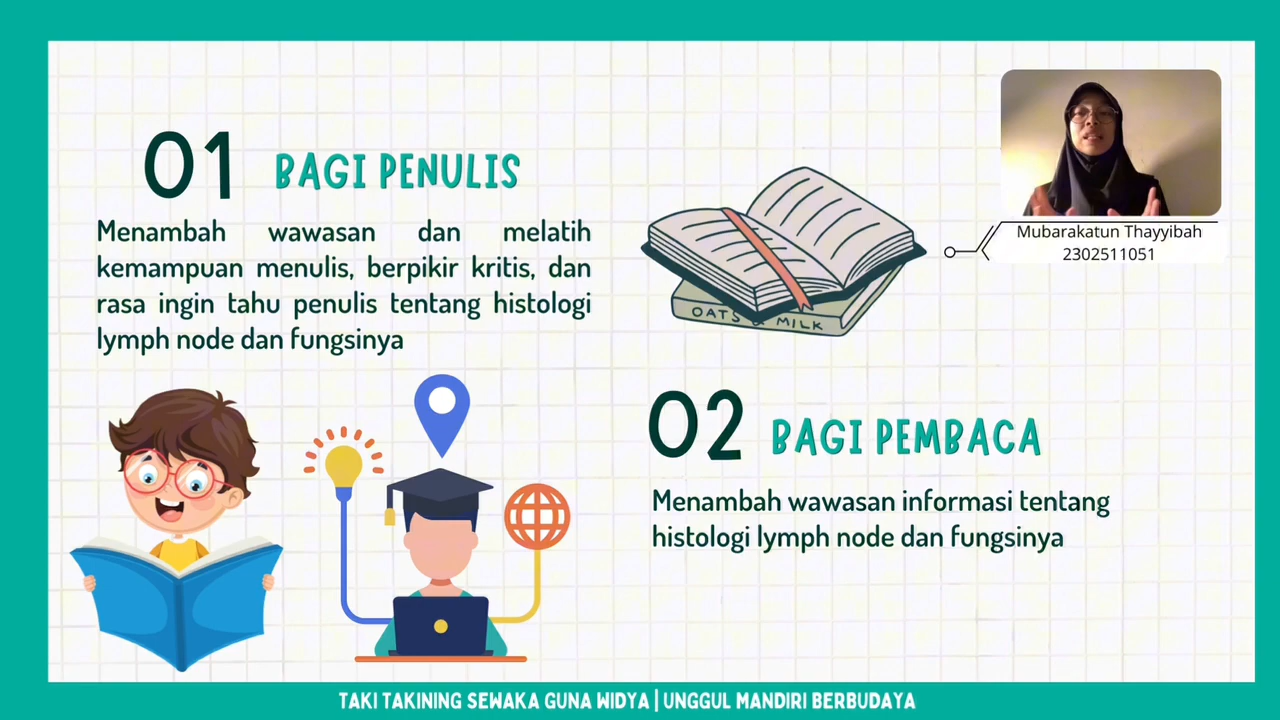 01 BAGI PENULIS
Menambah wawasan dan melatih
kemampuan menulis, berpikir kritis, dan
rasa ingin tahu penulis tentang histologi
lymph node dan fungsinya
OATS & MILK
Mubarakatun Thayyibah
2302511051
02 BAGI PEMBACA
Menambah wawasan informasi tentang
histologi lymph node dan fungsinya
TAKI TAKINING SEWAKA GUNA WIDYA | UNGGUL MANDIRI BERBUDAYA